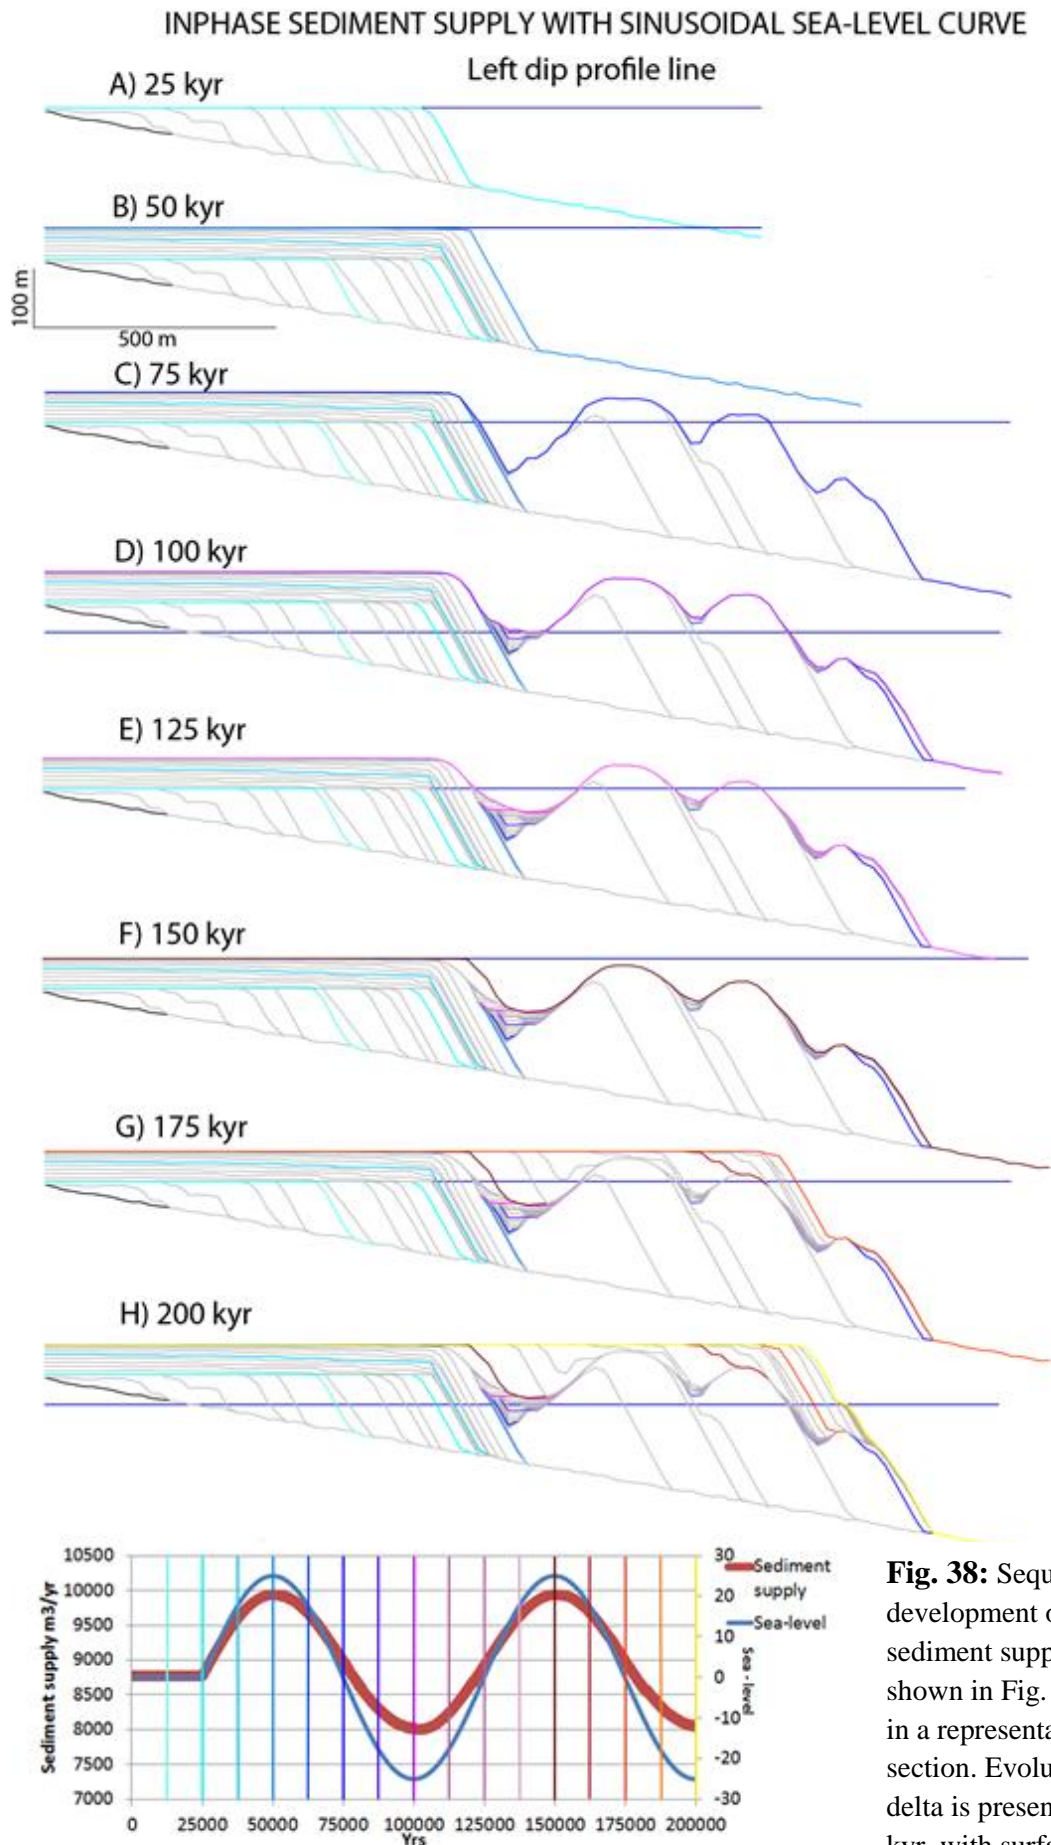 INPHASE SEDIMENT SUPPLY WITH SINUSOIDAL SEA-LEVEL CURVE
Left dip profile line
A) 25 kyr
B) 50 kyr
100 m
500 m
C) 75 kyr
D) 100 kyr
E) 125 kyr
F) 150 kyr
G) 175 kyr
H) 200 kyr
Sediment supply m3/yr
10500
10000
9500
9000
8500
8000
7500
7000
30
20
10
0
-10
-20
-30
Sea - level
Sediment supply
Sea-level
0
25000
50000
75000
100000
125000
150000
175000
200000
Yrs
Fig. 38: Sequ
development o
sediment supp
shown in Fig.
in a representa
section. Evolu
delta is presen
kyr, with surf